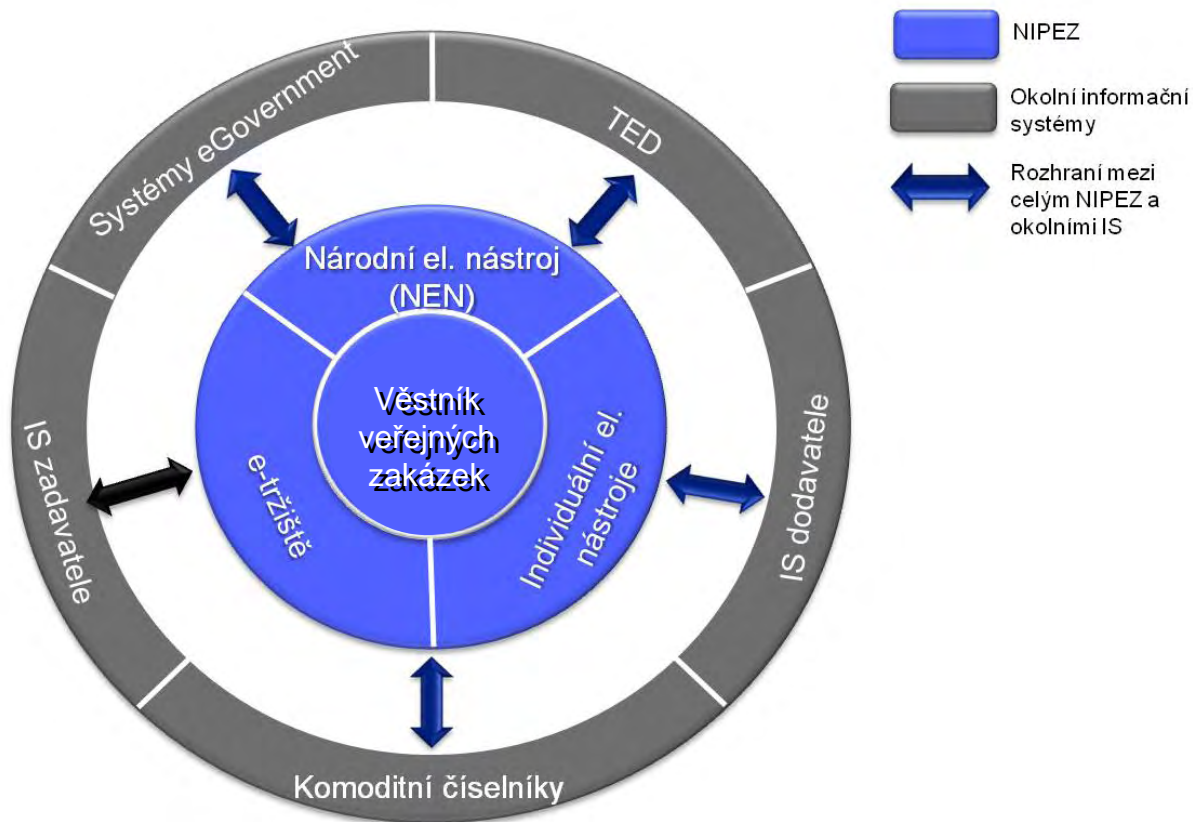 Systémy eGovernment
TED
IS zadavatele
IS dodavatele
Komoditní číselníky
Národní el. nástroj
(NEN)
e-tržiště
Individuální el.
nástroje
Věstník
veřejných
zakázek
NIPEZ
Okolní informační
systémy
Rozhraní mezi
celým NIPEZ a
okolními IS